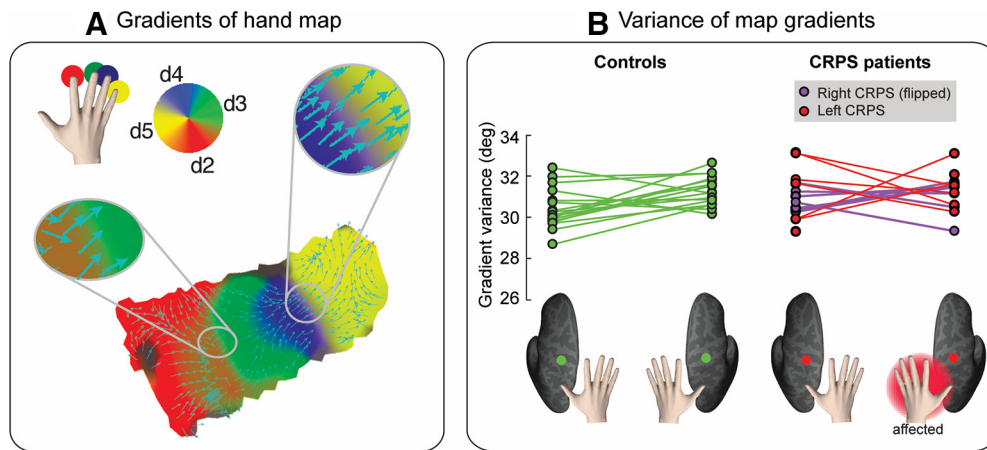 A Gradients of hand map
d4
d3
d5
d2
B Variance of map gradients
Controls
CRPS patients
Right CRPS (flipped)
Left CRPS
Gradient variance (deg)
34
32
30
28
26
affected